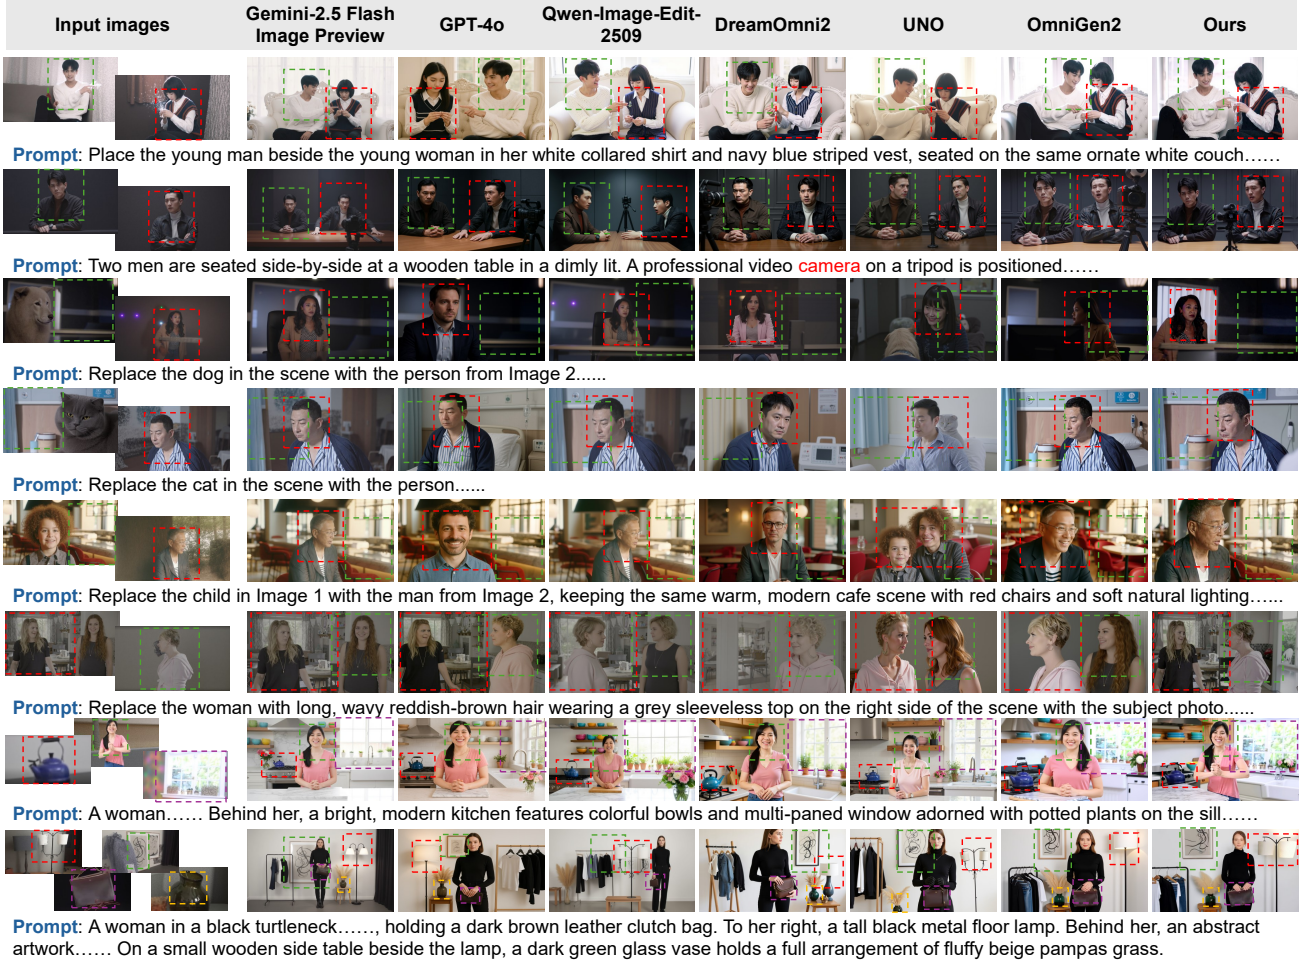 Input images
Gemini-2.5 Flash
Image Preview
GPT-4o
Qwen-Image-Edit-
2509
DreamOmni2
UNO
OmniGen2
Ours
Prompt: Place the young man beside the young woman in her white collared shirt and navy blue striped vest, seated on the same ornate white couch......
Prompt: Two men are seated side-by-side at a wooden table in a dimly lit. A professional video camera on a tripod is positioned......
Prompt: Replace the dog in the scene with the person from Image 2......
Prompt: Replace the cat in the scene with the person......
Prompt: Replace the child in Image 1 with the man from Image 2, keeping the same warm, modern cafe scene with red chairs and soft natural lighting......
Prompt: Replace the woman with long, wavy reddish-brown hair wearing a grey sleeveless top on the right side of the scene with the subject photo......
Prompt: A woman...... Behind her, a bright, modern kitchen features colorful bowls and multi-paned window adorned with potted plants on the sill......
Prompt: A woman in a black turtleneck......, holding a dark brown leather clutch bag. To her right, a tall black metal floor lamp. Behind her, an abstract
artwork...... On a small wooden side table beside the lamp, a dark green glass vase holds a full arrangement of fluffy beige pampas grass.